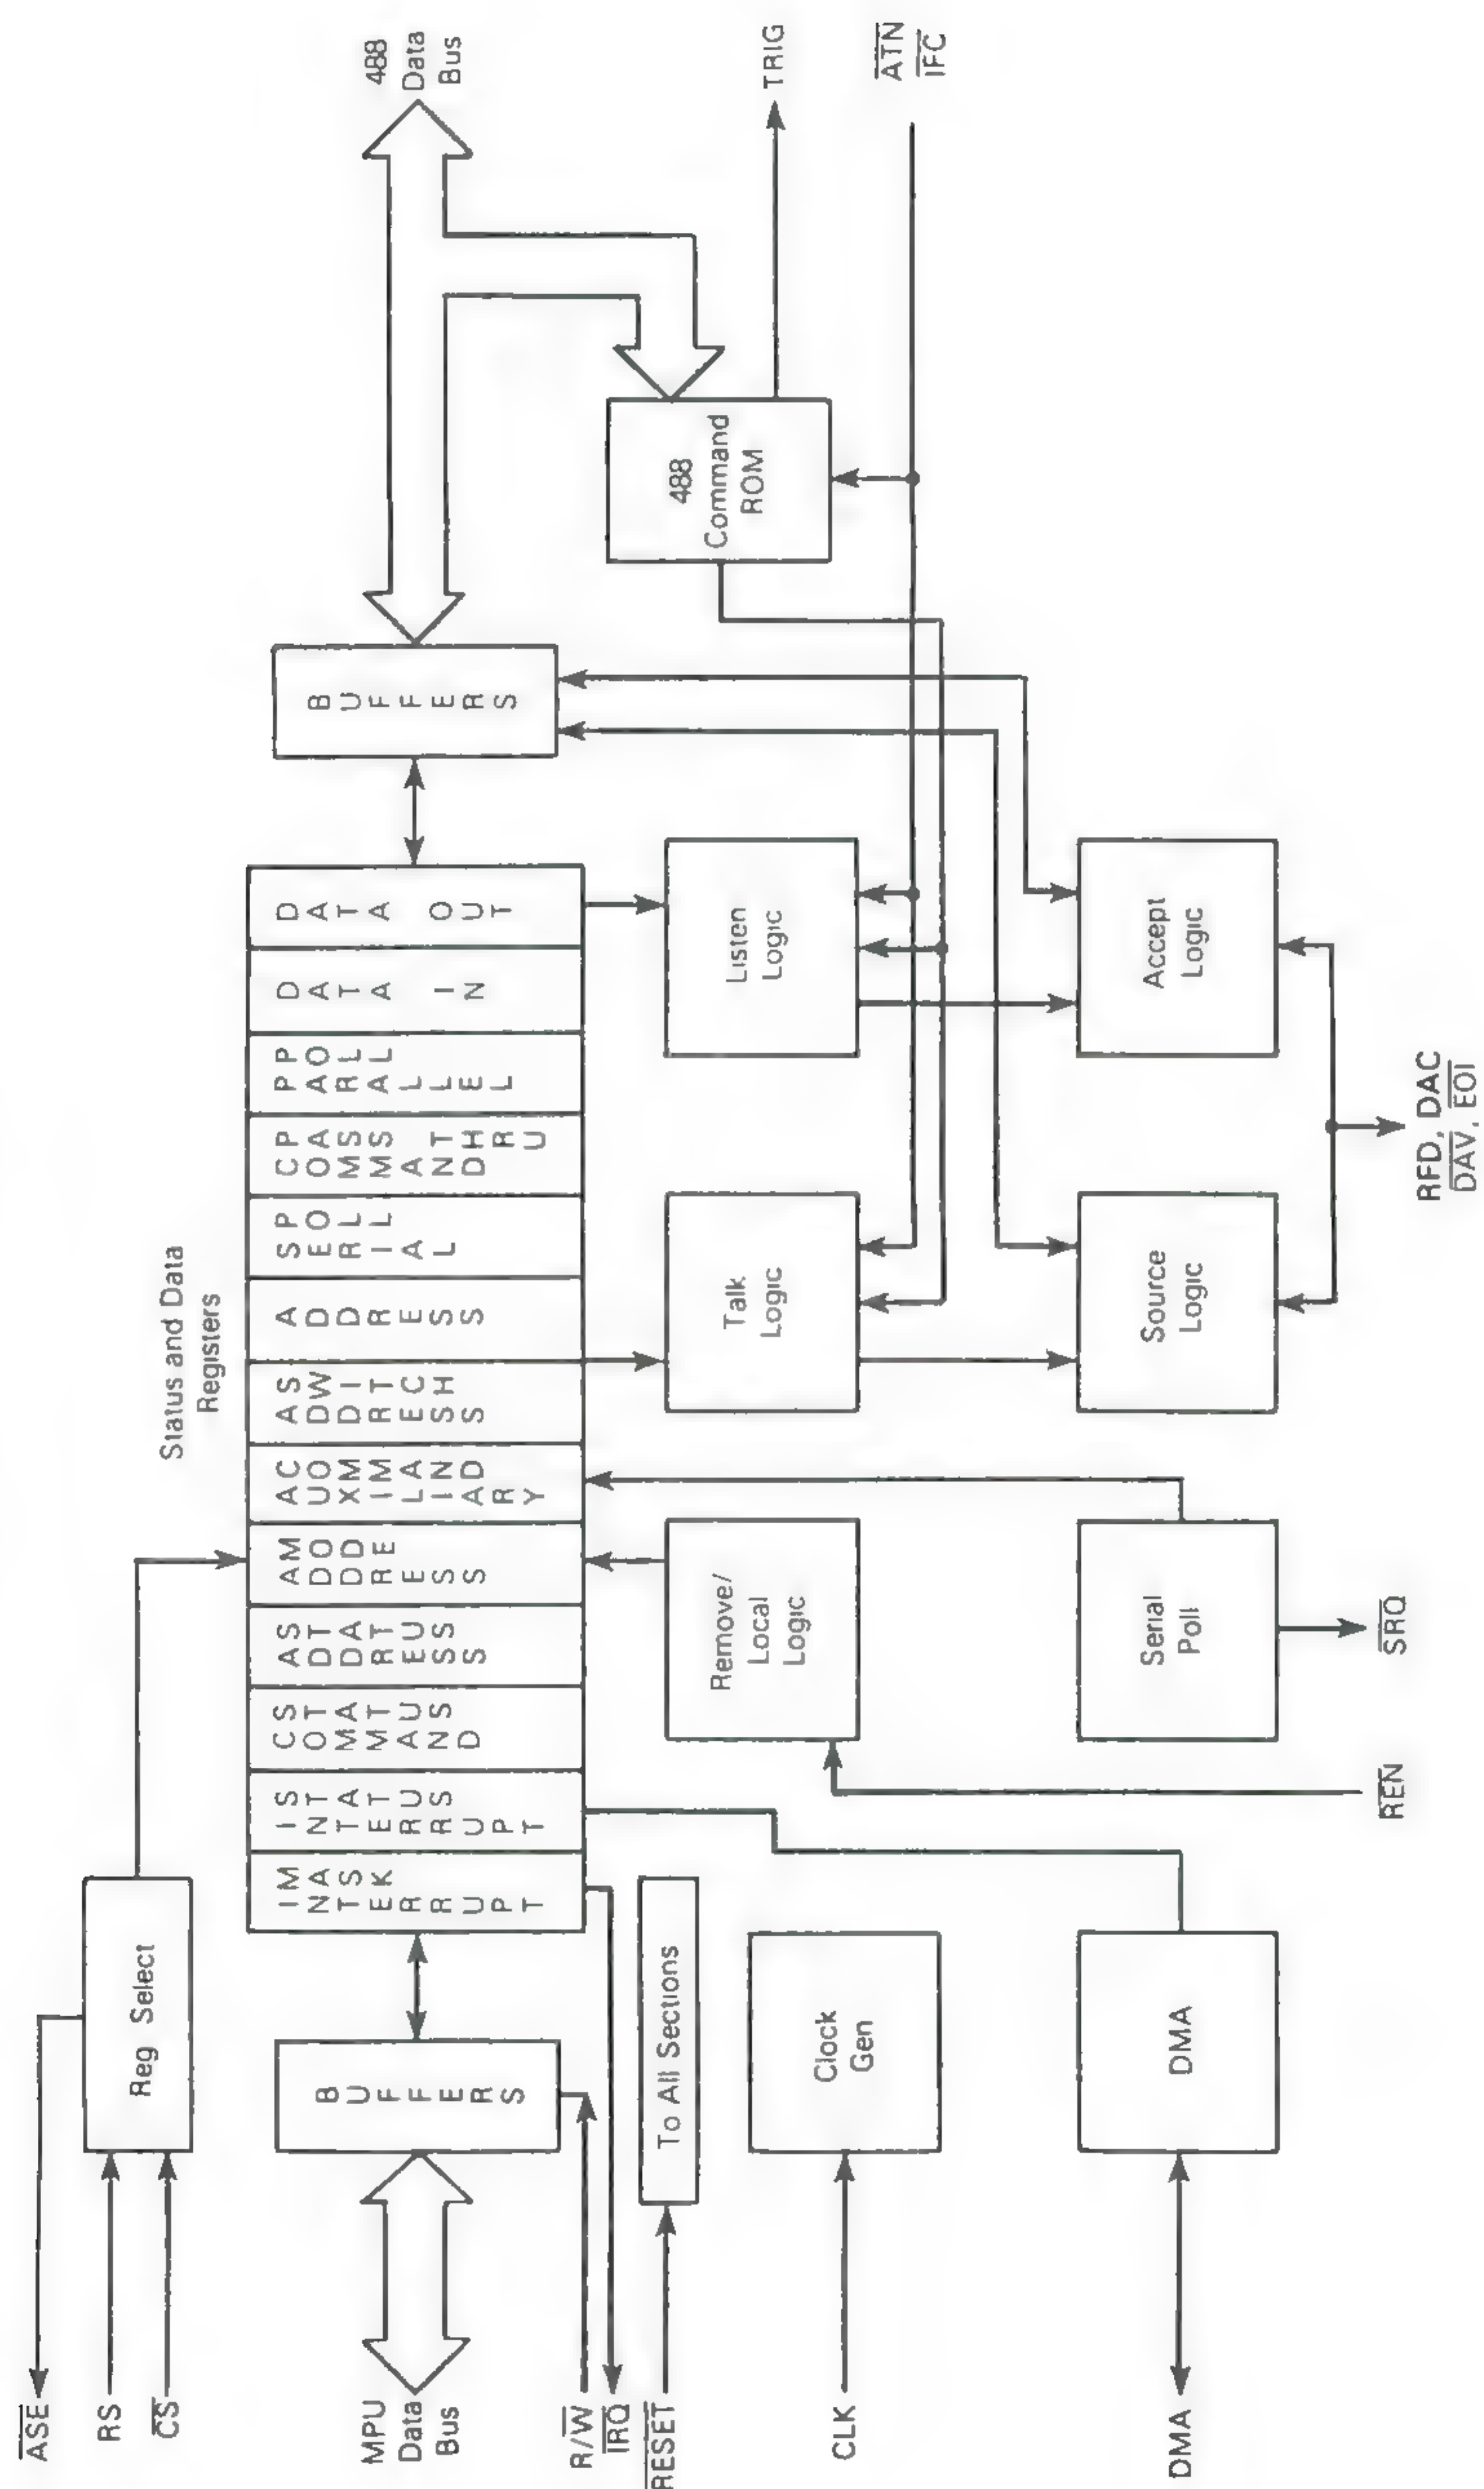 ASE
RS
CS
Reg Select
Status and Data
Registers
MPU
Data
Bus
BUFFERS
INTERRUPT
MASK
INTERRUPT
STATUS
COMMAND
STATUS
ADDRESS
STATUS
ADDRESS
MODE
AUXILIARY
COMMAND
ADDRESS
SWITCH
ADDRESS
SERIAL
POLL
COMMAND
PASS THRU
PARALLEL
POLL
DATA IN
DATA OUT
BUFFERS
488
Data
Bus
R/W
IRQ
RESET
To All Sections
CLK
Clock
Gen
Remove/
Local
Logic
Talk
Logic
Listen
Logic
488
Command
ROM
TRIG
ATN
IFC
DMA
DMA
Serial
Poll
Source
Logic
Accept
Logic
REN
SRQ
RFD, DAC
DAV, EOI